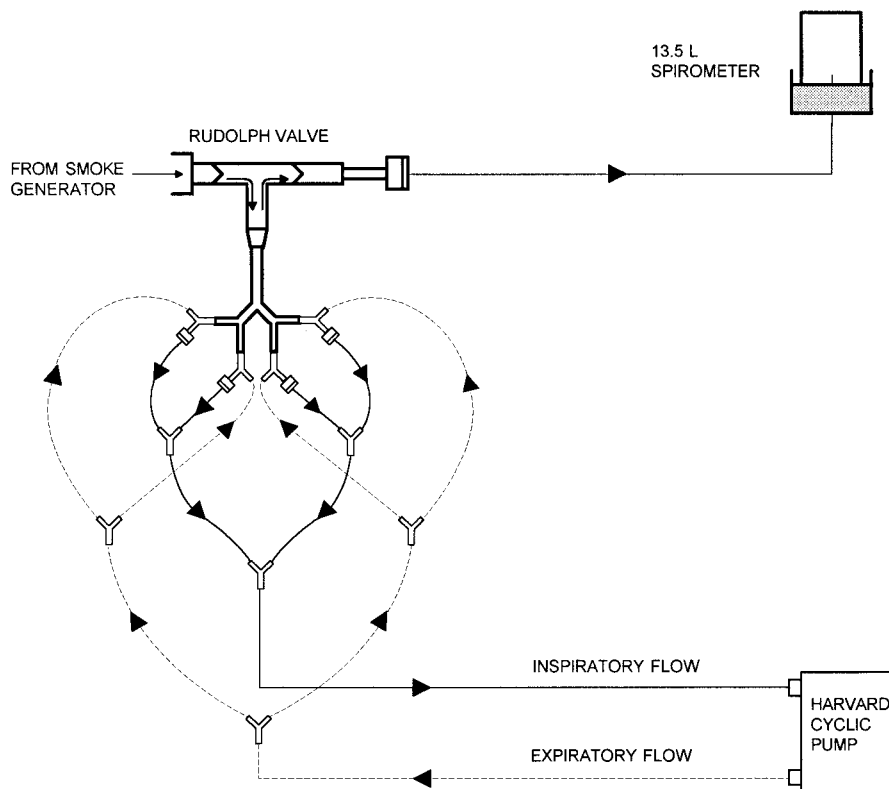 13.5 L
SPIROMETER
RUDOLPH VALVE
FROM SMOKE
GENERATOR
INSPIRATORY FLOW
HARVARD
CYCLIC
PUMP
EXPIRATORY FLOW